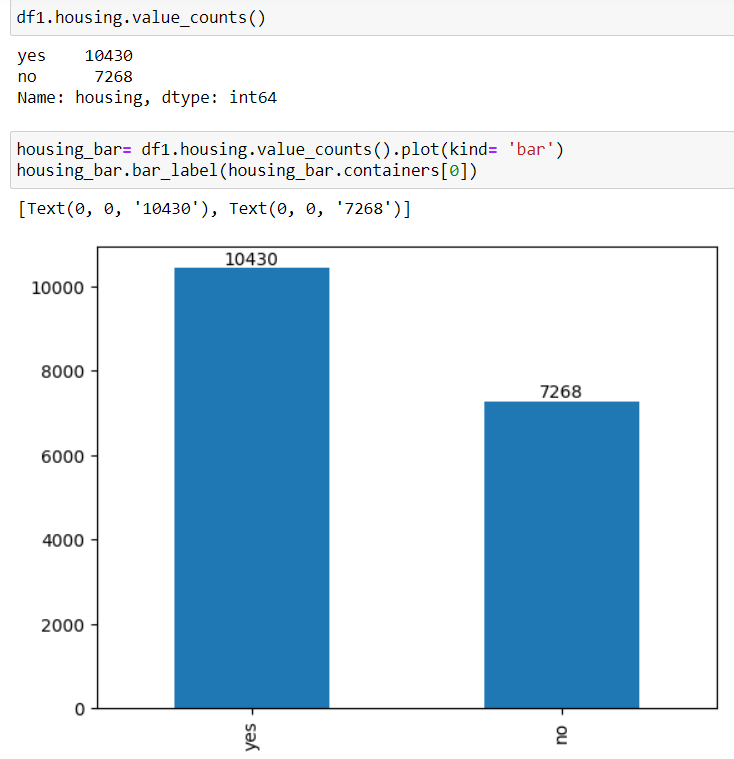 df1.housing.value_counts()
yes    10430
no      7268
Name: housing, dtype: int64
housing_bar= df1.housing.value_counts().plot(kind= 'bar')
housing_bar.bar_label(housing_bar.containers[0])
[Text(0, 0, '10430'), Text(0, 0, '7268')]
10430
10000
8000
7268
6000
4000
2000
0
yes
no